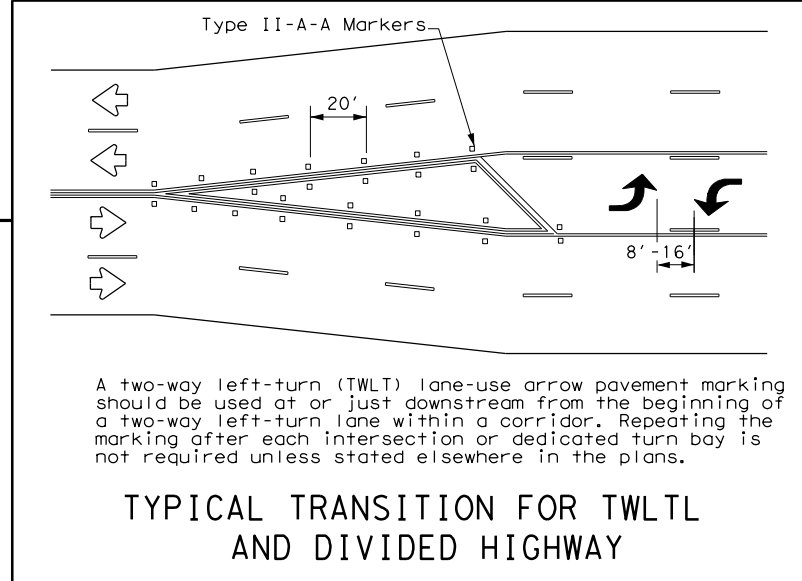 Type II-A-A Markers
20'
8'-16'
A two-way left-turn (TWLT) lane-use arrow pavement marking
should be used at or just downstream from the beginning of
a two-way left-turn lane within a corridor. Repeating the
marking after each intersection or dedicated turn bay is
not required unless stated elsewhere in the plans.
TYPICAL TRANSITION FOR TWLTL
AND DIVIDED HIGHWAY